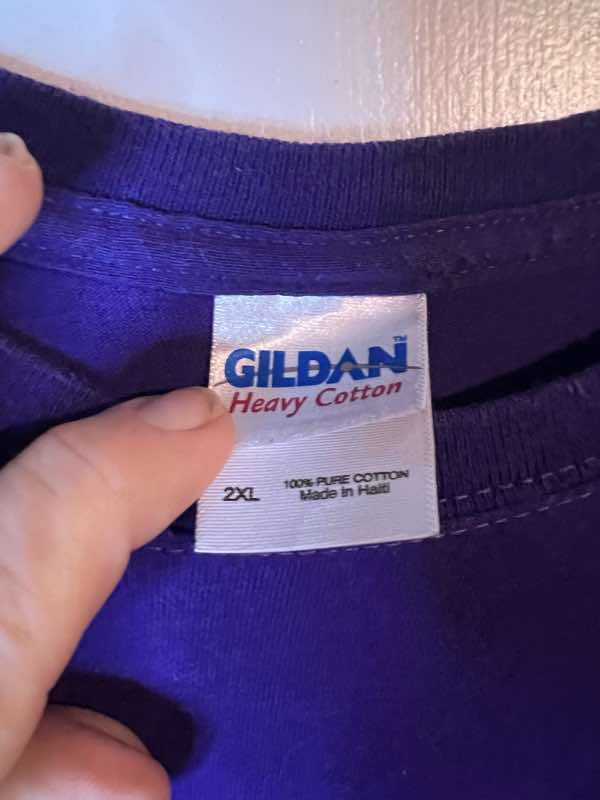 GILDAN™
Heavy Cotton
2XL
100% PURE COTTON
Made in Haiti